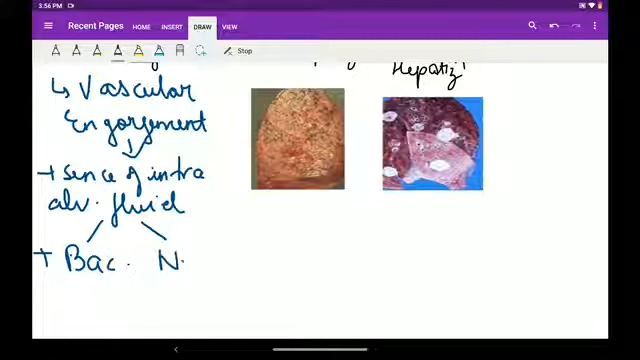 3:56 PM
Recent Pages HOME INSERT DRAW VIEW
Stop
Hepatiz
↳ Vascular
Engorgement
+ sence of intra
alv. fluid
+ Bac. N.